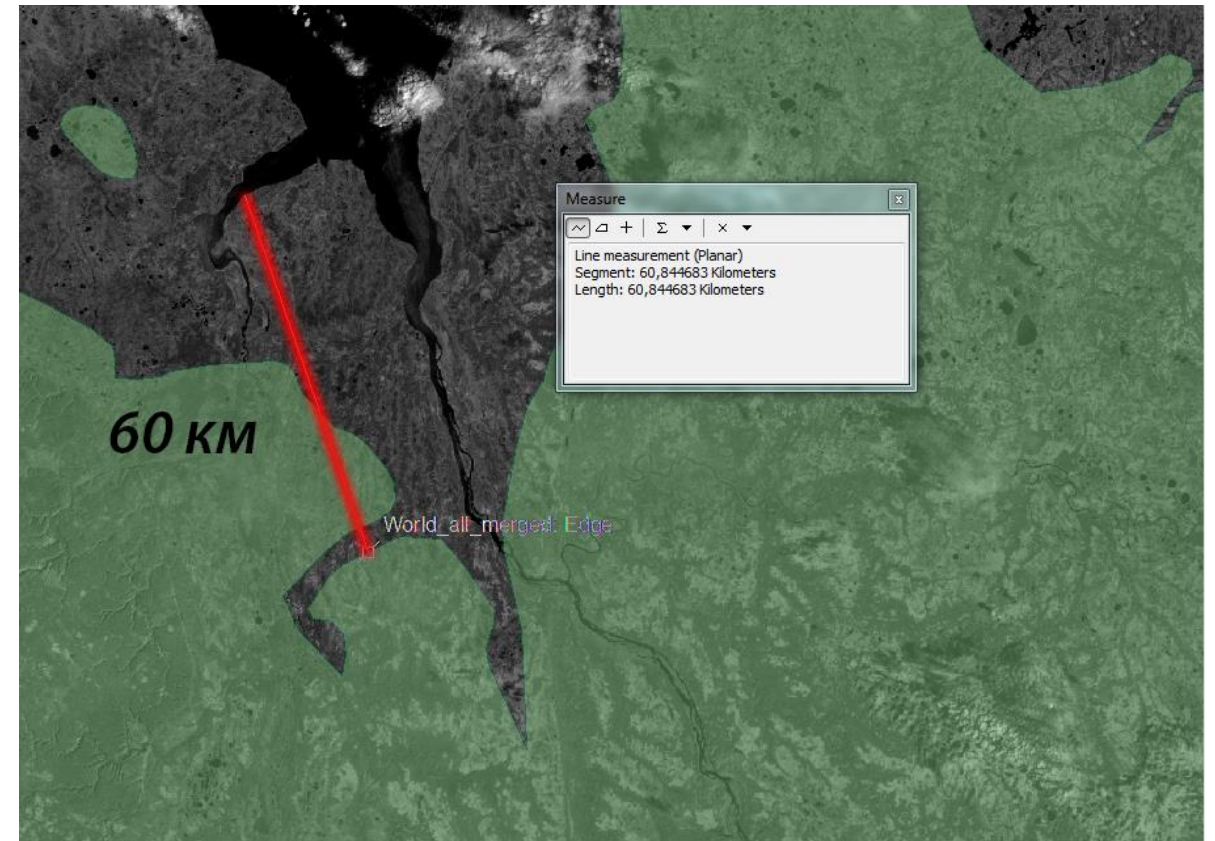 Measure
Line measurement (Planar)
Segment: 60,844683 Kilometers
Length: 60,844683 Kilometers
60 км
World_all_merged: Edge